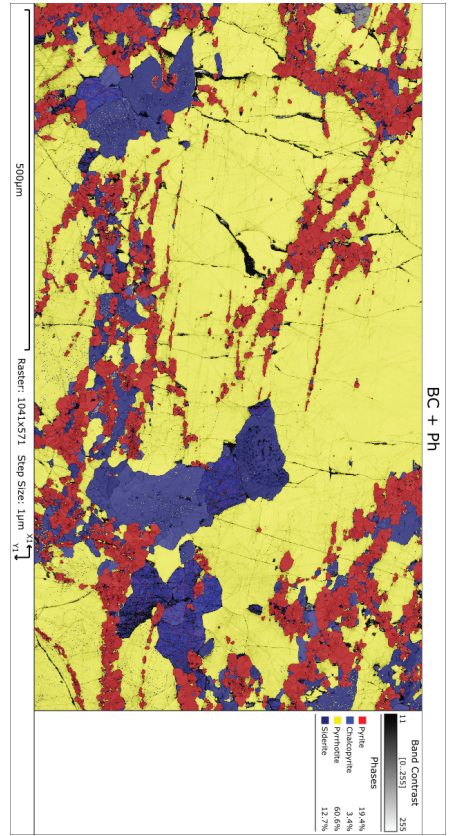 BC + Ph
Band Contrast
[0..255]
11 255
Phases
Pyrite 19.4%
Chalcopyrite 3.4%
Pyrrhotite 60.6%
Siderite 12.7%
500μm
Raster: 1041x571 Step Size: 1μm
X1
Y1